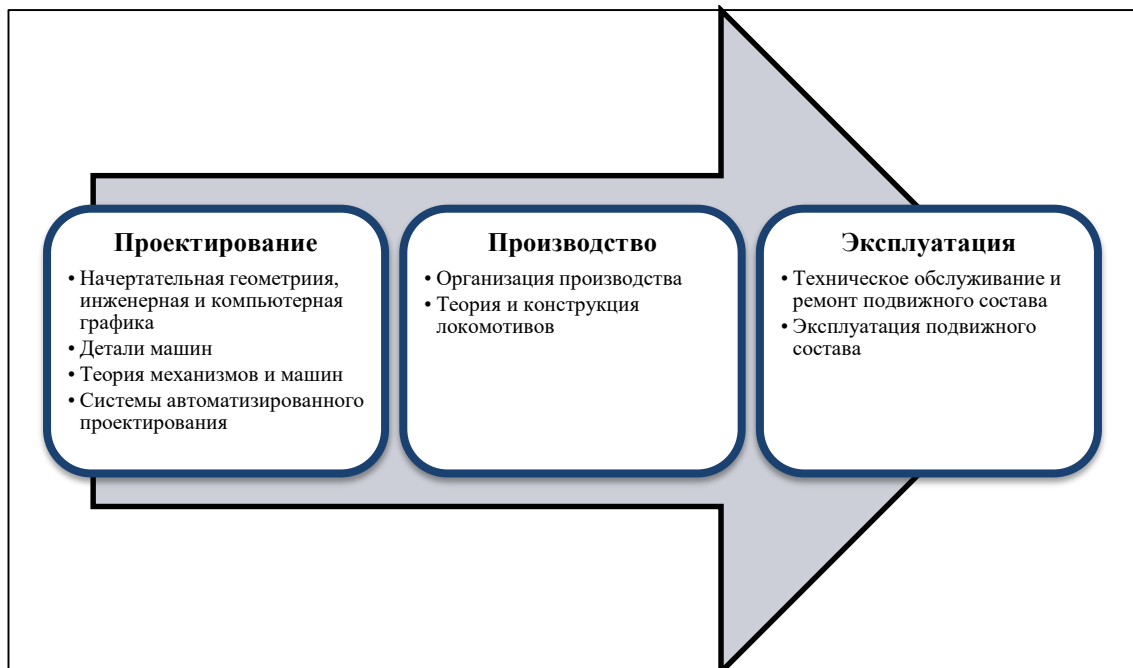 Проектирование
• Начертательная геометриия,
инженерная и компьютерная
графика
• Детали машин
• Теория механизмов и машин
• Системы автоматизированного
проектирования
Производство
• Организация производства
• Теория и конструкция
локомотивов
Эксплуатация
• Техническое обслуживание и
ремонт подвижного состава
• Эксплуатация подвижного
состава